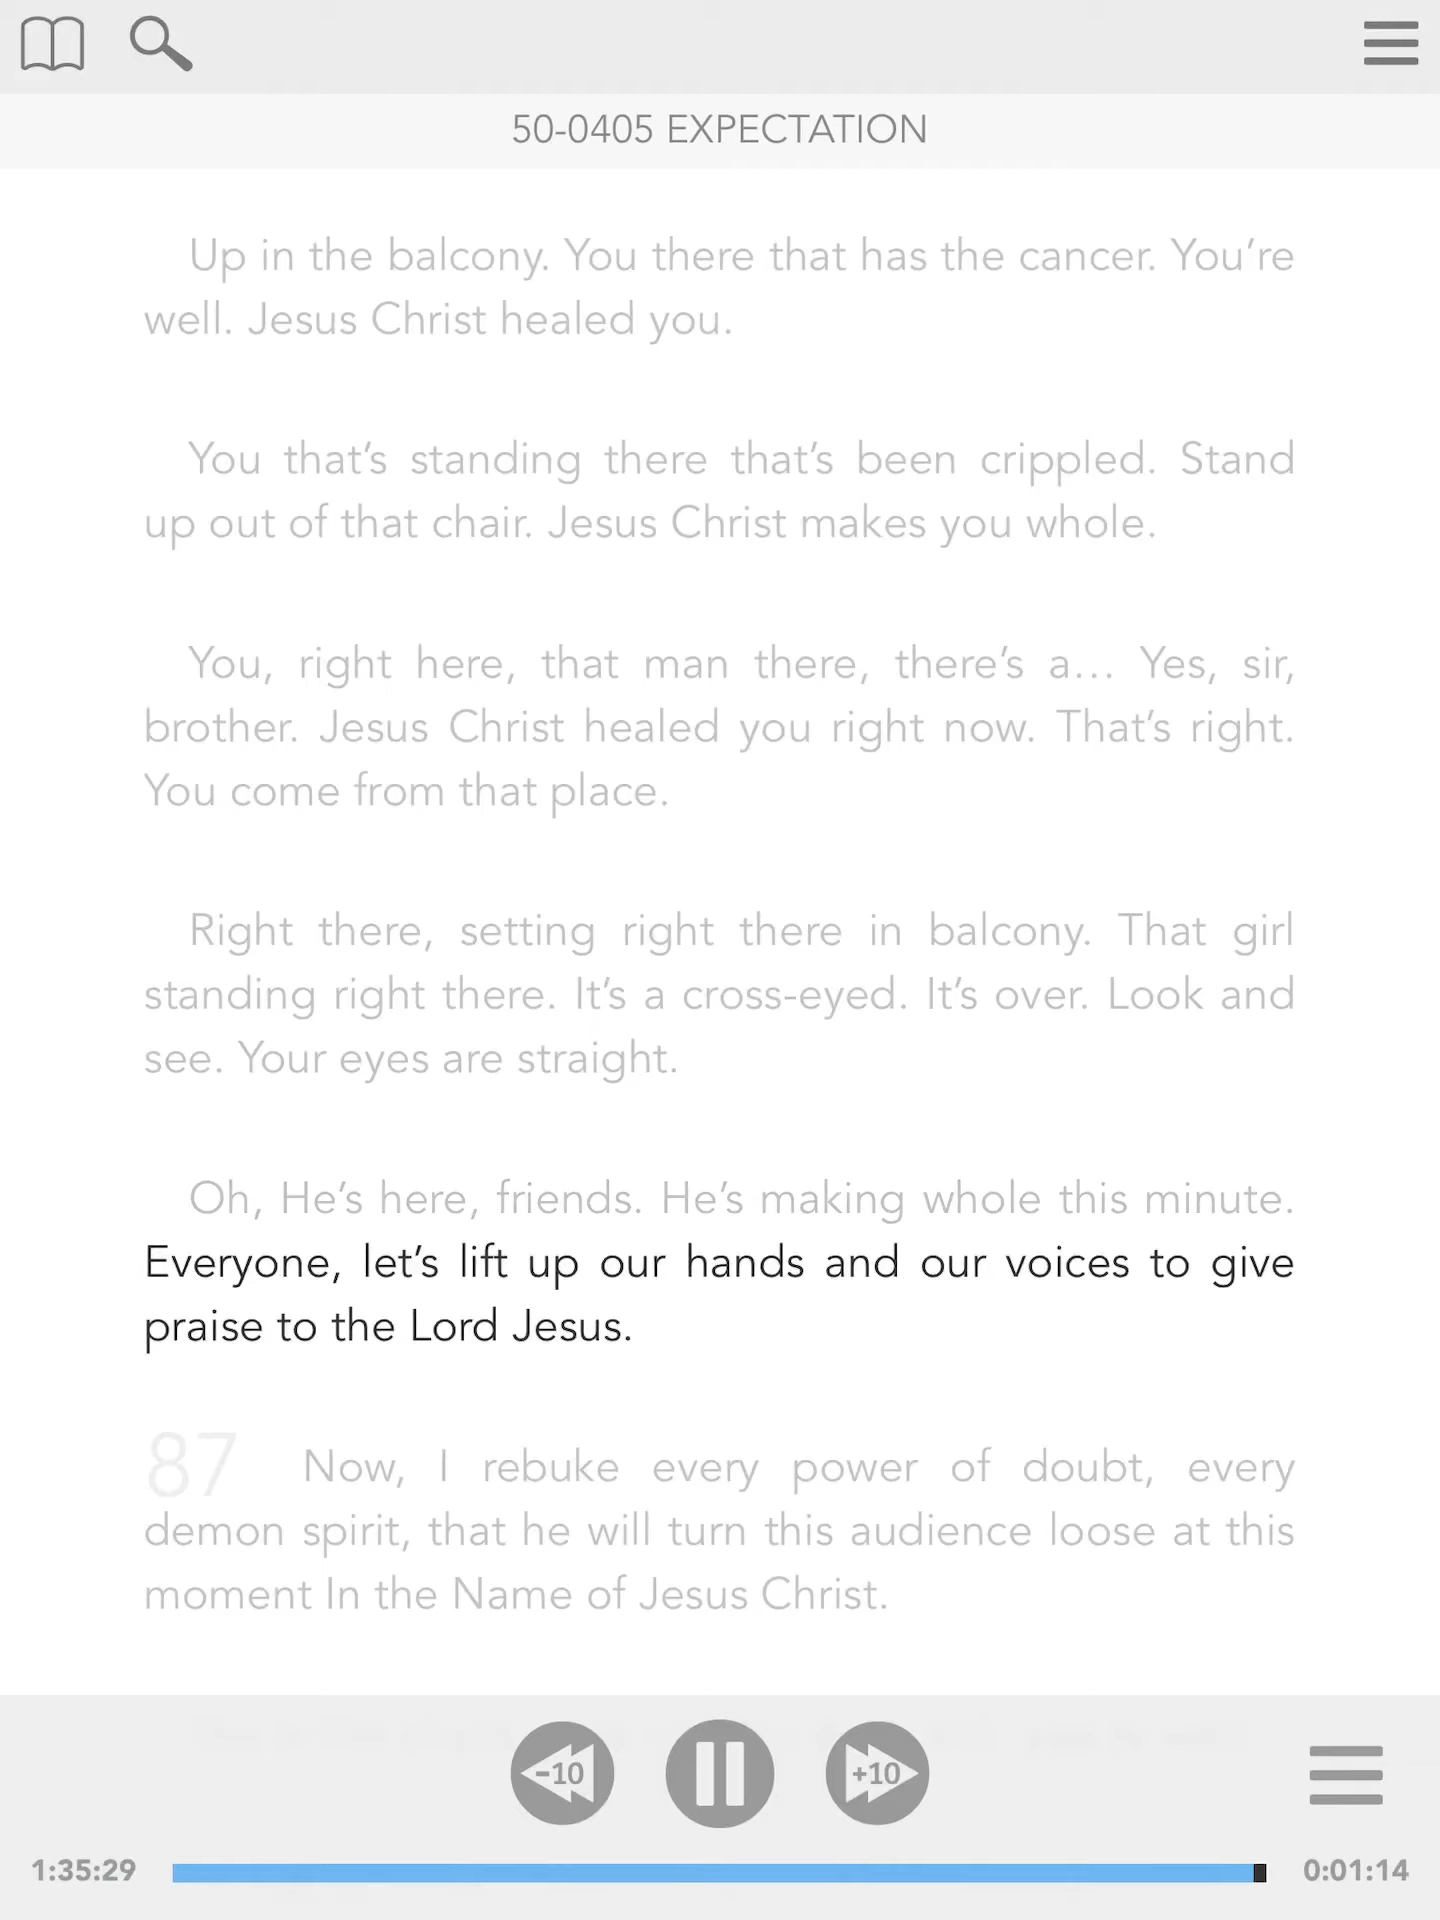 50-0405 EXPECTATION
Up in the balcony. You there that has the cancer. You’re
well. Jesus Christ healed you.
You that’s standing there that’s been crippled. Stand
up out of that chair. Jesus Christ makes you whole.
You, right here, that man there, there’s a… Yes, sir,
brother. Jesus Christ healed you right now. That’s right.
You come from that place.
Right there, setting right there in balcony. That girl
standing right there. It’s a cross-eyed. It’s over. Look and
see. Your eyes are straight.
Oh, He’s here, friends. He’s making whole this minute.
Everyone, let’s lift up our hands and our voices to give
praise to the Lord Jesus.
87 Now, I rebuke every power of doubt, every
demon spirit, that he will turn this audience loose at this
moment In the Name of Jesus Christ.
-10 +10
1:35:29 0:01:14